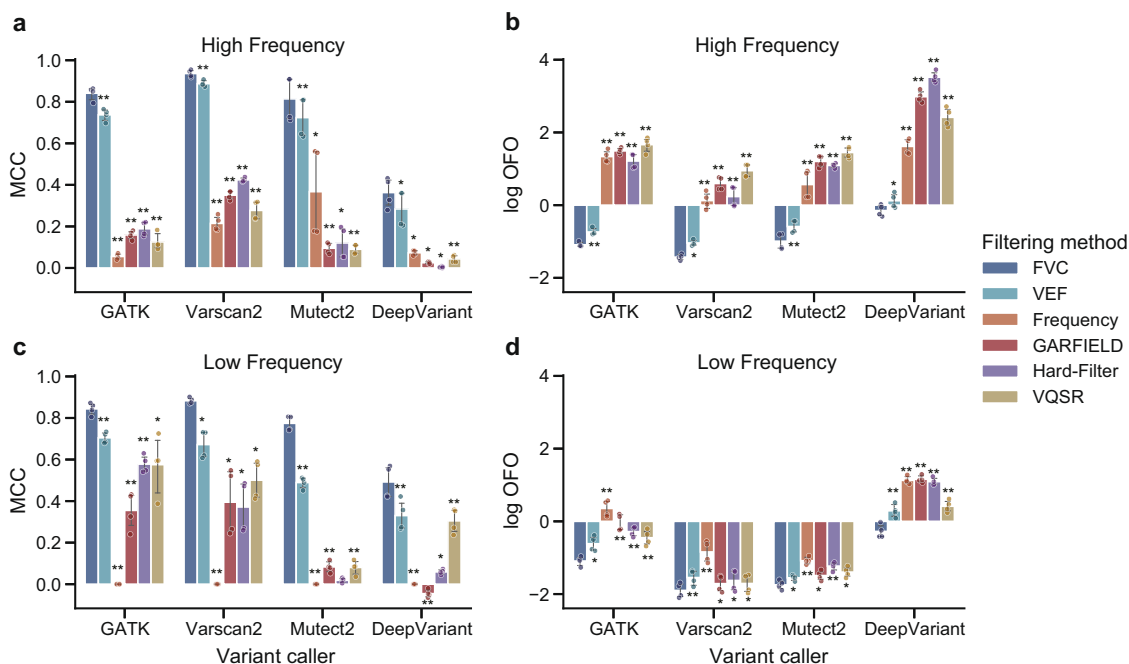 a
High Frequency
MCC
1.0
0.8
0.6
0.4
0.2
0.0
** ** ** ** **
** ** ** ** **
** * ** * **
* * * * **
GATK Varscan2 Mutect2 DeepVariant
b
High Frequency
log OFO
4
2
0
−2
** ** ** ** **
* ** ** ** **
** ** ** ** **
* ** ** ** **
GATK Varscan2 Mutect2 DeepVariant
Filtering method
FVC
VEF
Frequency
GARFIELD
Hard-Filter
VQSR
c
Low Frequency
MCC
1.0
0.8
0.6
0.4
0.2
0.0
** ** ** ** *
* ** * * *
** ** ** **
** ** ** * **
GATK Varscan2 Mutect2 DeepVariant
Variant caller
d
Low Frequency
log OFO
4
2
0
−2
* ** ** ** **
** ** * * *
* ** * ** **
** ** ** ** **
GATK Varscan2 Mutect2 DeepVariant
Variant caller